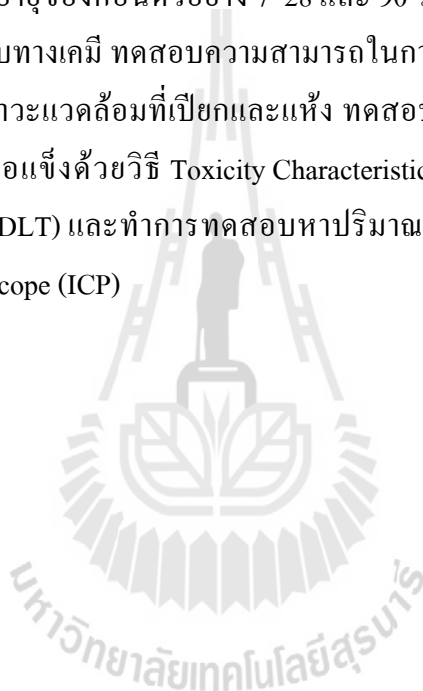 อายุของก้อนตัวอย่าง 7 28 และ 90
บทางเคมี ทดสอบความสามารถในกา
าวะแวดล้อมที่เปียกและแห้ง ทดสอบ
อแข็งด้วยวิธี Toxicity Characteristic
DLT) และทำการทดสอบหาปริมาณ
cope (ICP)
มหาวิทยาลัยเทคโนโลยีสุรนารี